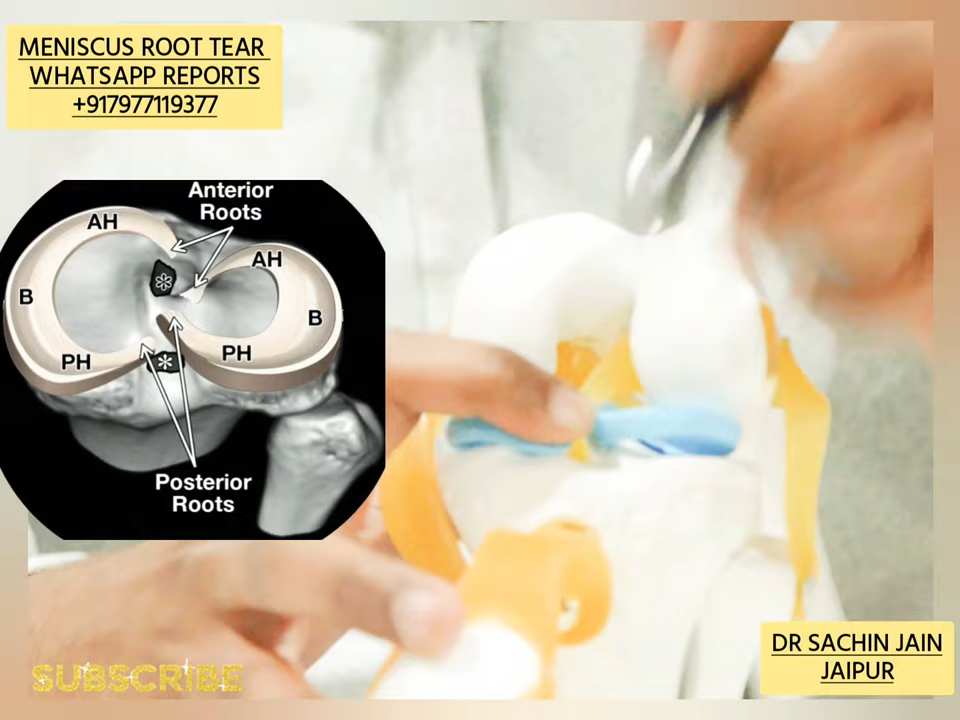 MENISCUS ROOT TEAR
WHATSAPP REPORTS
+917977119377
Anterior
Roots
AH
AH
B
B
PH
PH
Posterior
Roots
SUBSCRIBE
DR SACHIN JAIN
JAIPUR